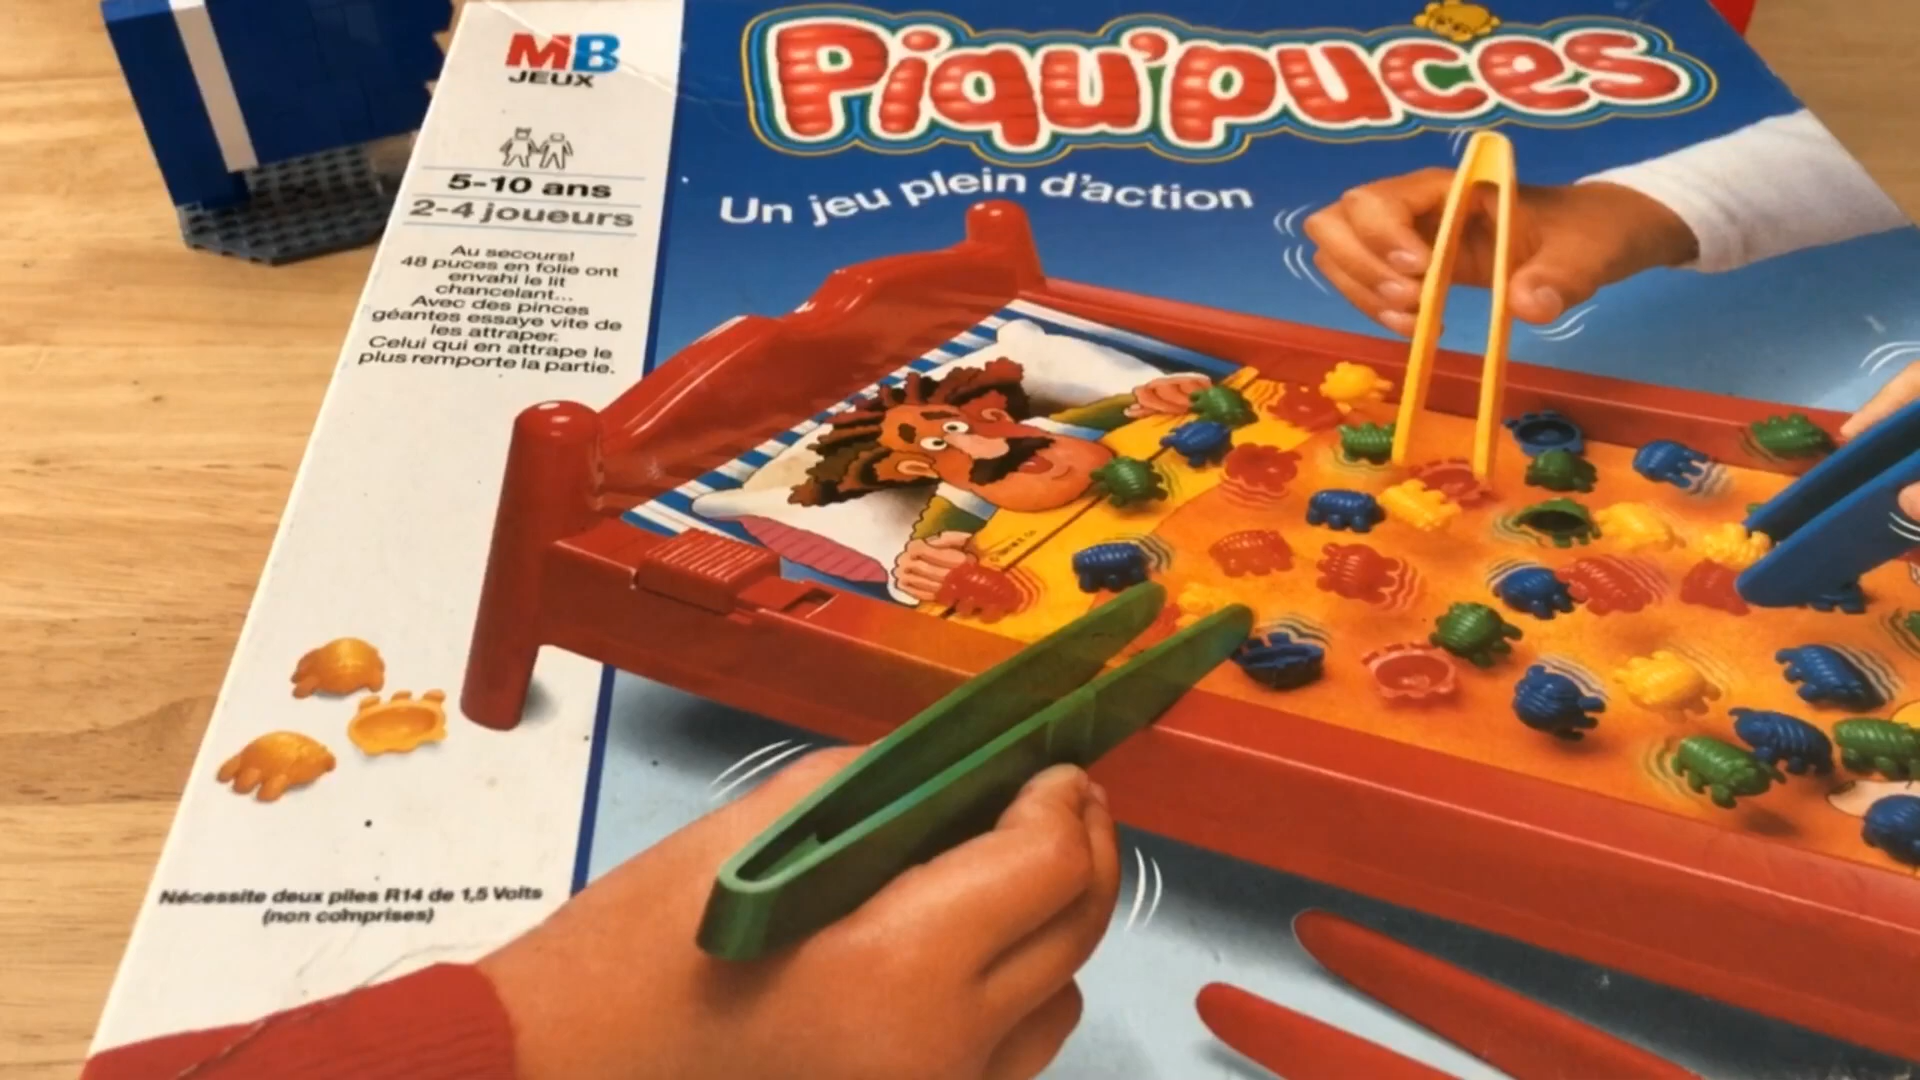 MB
JEUX
5-10 ans
2-4 joueurs
Au secours!
48 puces en folie ont
envahi le lit
chancelant...
Avec des pinces
géantes essaye vite de
les attraper.
Celui qui en attrape le
plus remporte la partie.
Nécessite deux piles R14 de 1,5 Volts
(non comprises)
Piqu'puces
Un jeu plein d'action